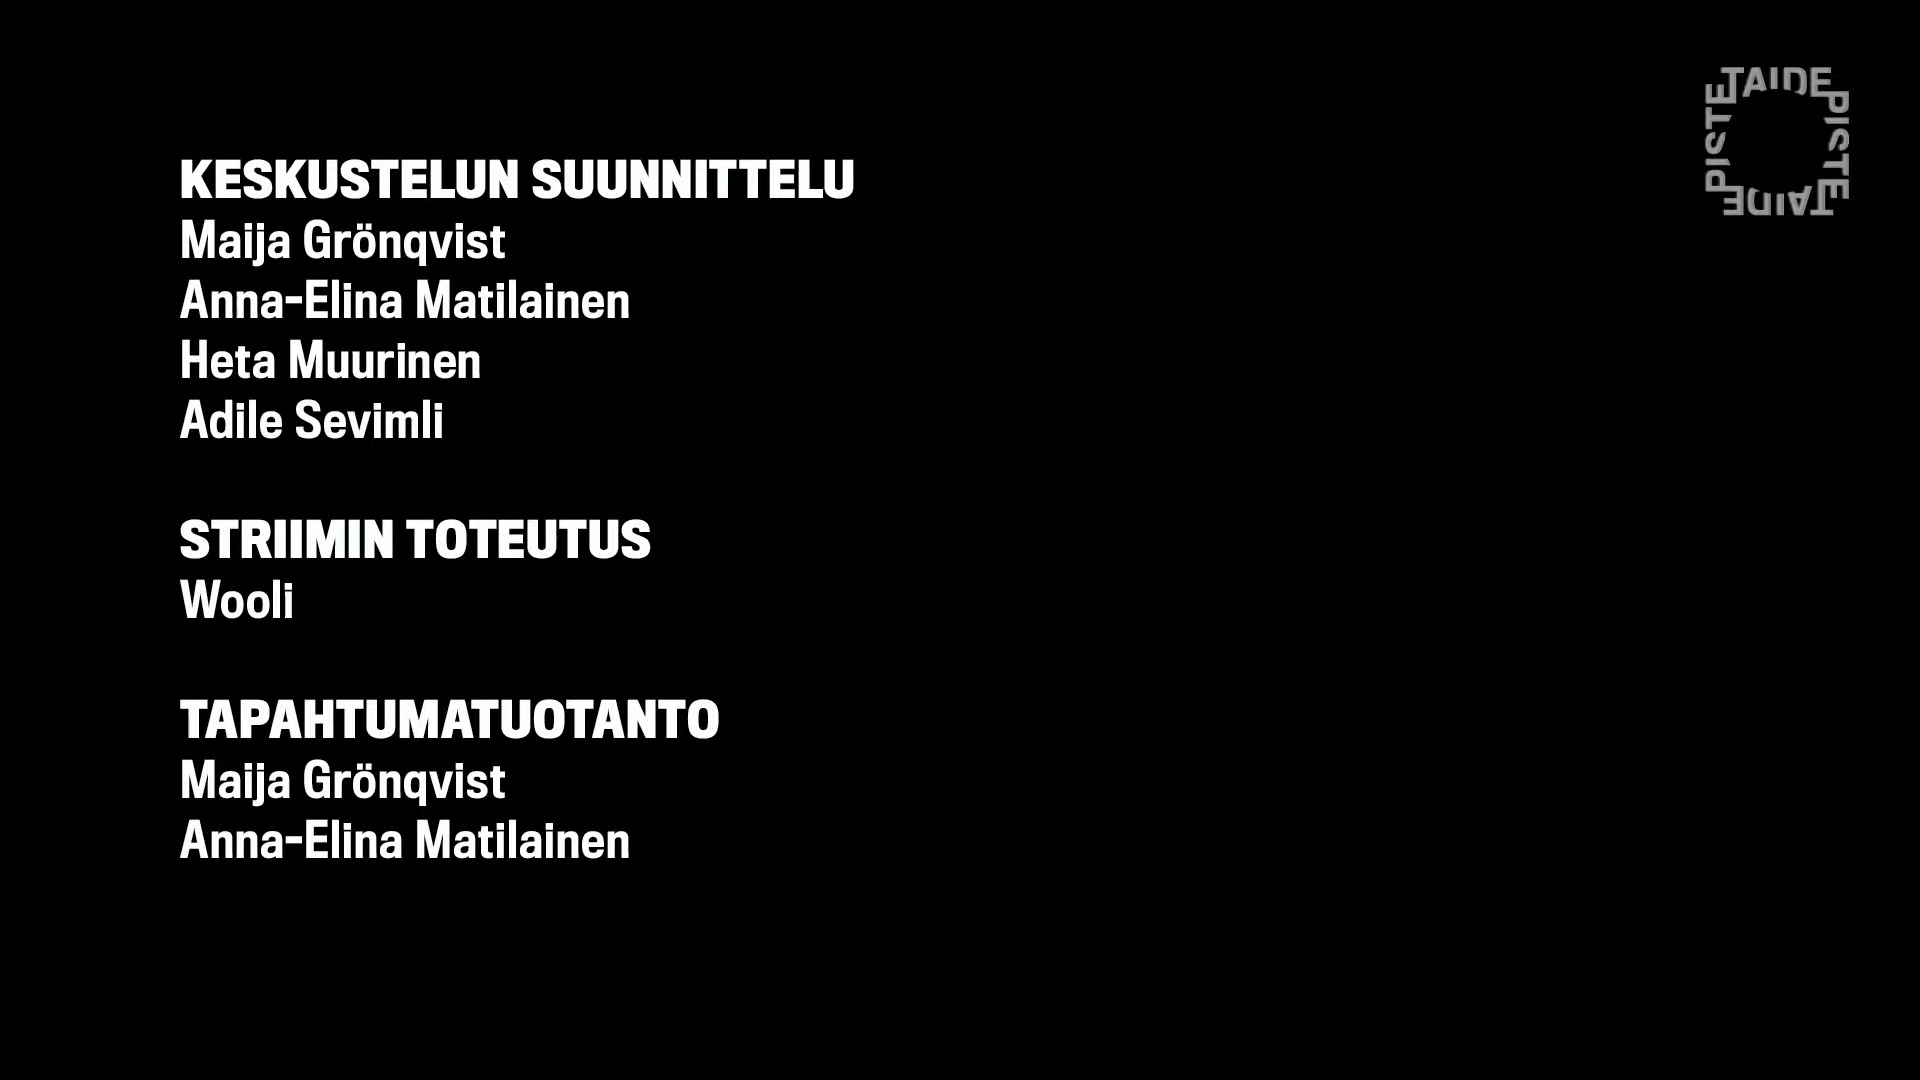 KESKUSTELUN SUUNNITTELU
Maija Grönqvist
Anna-Elina Matilainen
Heta Muurinen
Adile Sevimli
STRIIMIN TOTEUTUS
Wooli
TAPAHTUMATUOTANTO
Maija Grönqvist
Anna-Elina Matilainen
TAIDE
PISTE
TAIDE
PISTE